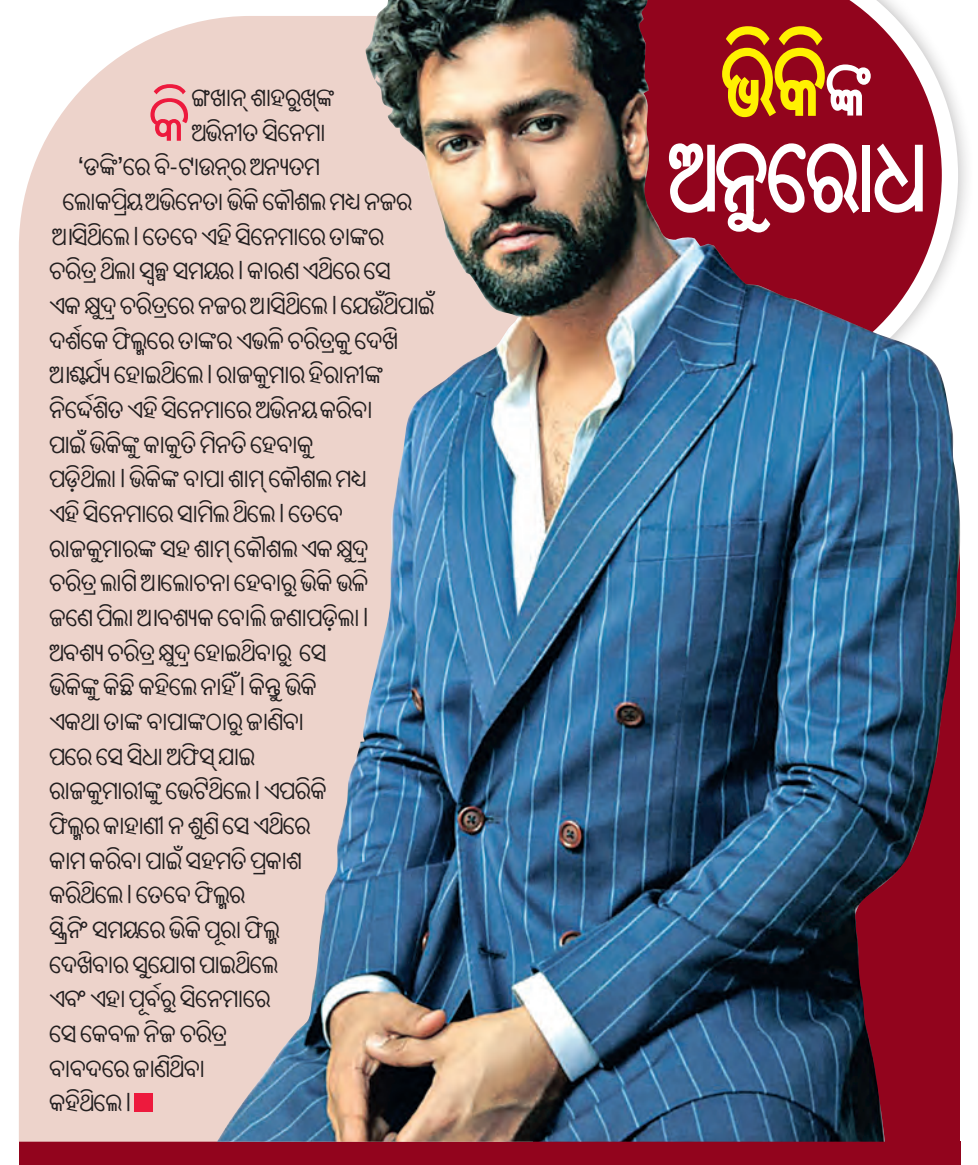 ଭିକିଙ୍କ
ଅନୁରୋଧ
କିଙ୍ଗଖାନ୍ ଶାହରୁଖ୍‌ଙ୍କ
ଅଭିନୀତ ସିନେମା
‘ଡଙ୍କି’ରେ ବି-ଟାଉନ୍‌ର ଅନ୍ୟତମ
ଲୋକପ୍ରିୟ ଅଭିନେତା ଭିକି କୌଶଲ ମଧ୍ୟ ନଜର
ଆସିଥିଲେ । ତେବେ ଏହି ସିନେମାରେ ତାଙ୍କର
ଚରିତ୍ର ଥିଲା ସ୍ୱଳ୍ପ ସମୟର । କାରଣ ଏଥିରେ ସେ
ଏକ କ୍ଷୁଦ୍ର ଚରିତ୍ରରେ ନଜର ଆସିଥିଲେ । ଯେଉଁଥିପାଇଁ
ଦର୍ଶକେ ଫିଲ୍ମରେ ତାଙ୍କର ଏଭଳି ଚରିତ୍ରକୁ ଦେଖି
ଆଶ୍ଚର୍ଯ୍ୟ ହୋଇଥିଲେ । ରାଜକୁମାର ହିରାନୀଙ୍କ
ନିର୍ଦ୍ଦେଶିତ ଏହି ସିନେମାରେ ଅଭିନୟ କରିବା
ପାଇଁ ଭିକିଙ୍କୁ କାକୁତି ମିନତି ହେବାକୁ
ପଡ଼ିଥିଲା । ଭିକିଙ୍କ ବାପା ଶାମ୍ କୌଶଲ ମଧ୍ୟ
ଏହି ସିନେମାରେ ସାମିଲ ଥିଲେ । ତେବେ
ରାଜକୁମାରଙ୍କ ସହ ଶାମ୍ କୌଶଲ ଏକ କ୍ଷୁଦ୍ର
ଚରିତ୍ର ଲାଗି ଆଲୋଚନା ହେବାରୁ ଭିକି ଭଳି
ଜଣେ ପିଲା ଆବଶ୍ୟକ ବୋଲି ଜଣାପଡ଼ିଲା ।
ଅବଶ୍ୟ ଚରିତ୍ର କ୍ଷୁଦ୍ର ହୋଇଥିବାରୁ ସେ
ଭିକିଙ୍କୁ କିଛି କହିଲେ ନାହିଁ । କିନ୍ତୁ ଭିକି
ଏକଥା ତାଙ୍କ ବାପାଙ୍କଠାରୁ ଜାଣିବା
ପରେ ସେ ସିଧା ଅଫିସ୍ ଯାଇ
ରାଜକୁମାରୀଙ୍କୁ ଭେଟିଥିଲେ । ଏପରିକି
ଫିଲ୍ମର କାହାଣୀ ନ ଶୁଣି ସେ ଏଥିରେ
କାମ କରିବା ପାଇଁ ସହମତି ପ୍ରକାଶ
କରିଥିଲେ । ତେବେ ଫିଲ୍ମର
ସ୍କ୍ରିନିଂ ସମୟରେ ଭିକି ପୂରା ଫିଲ୍ମ
ଦେଖିବାର ସୁଯୋଗ ପାଇଥିଲେ
ଏବଂ ଏହା ପୂର୍ବରୁ ସିନେମାରେ
ସେ କେବଳ ନିଜ ଚରିତ୍ର
ବାବଦରେ ଜାଣିଥିବା
କହିଥିଲେ ।